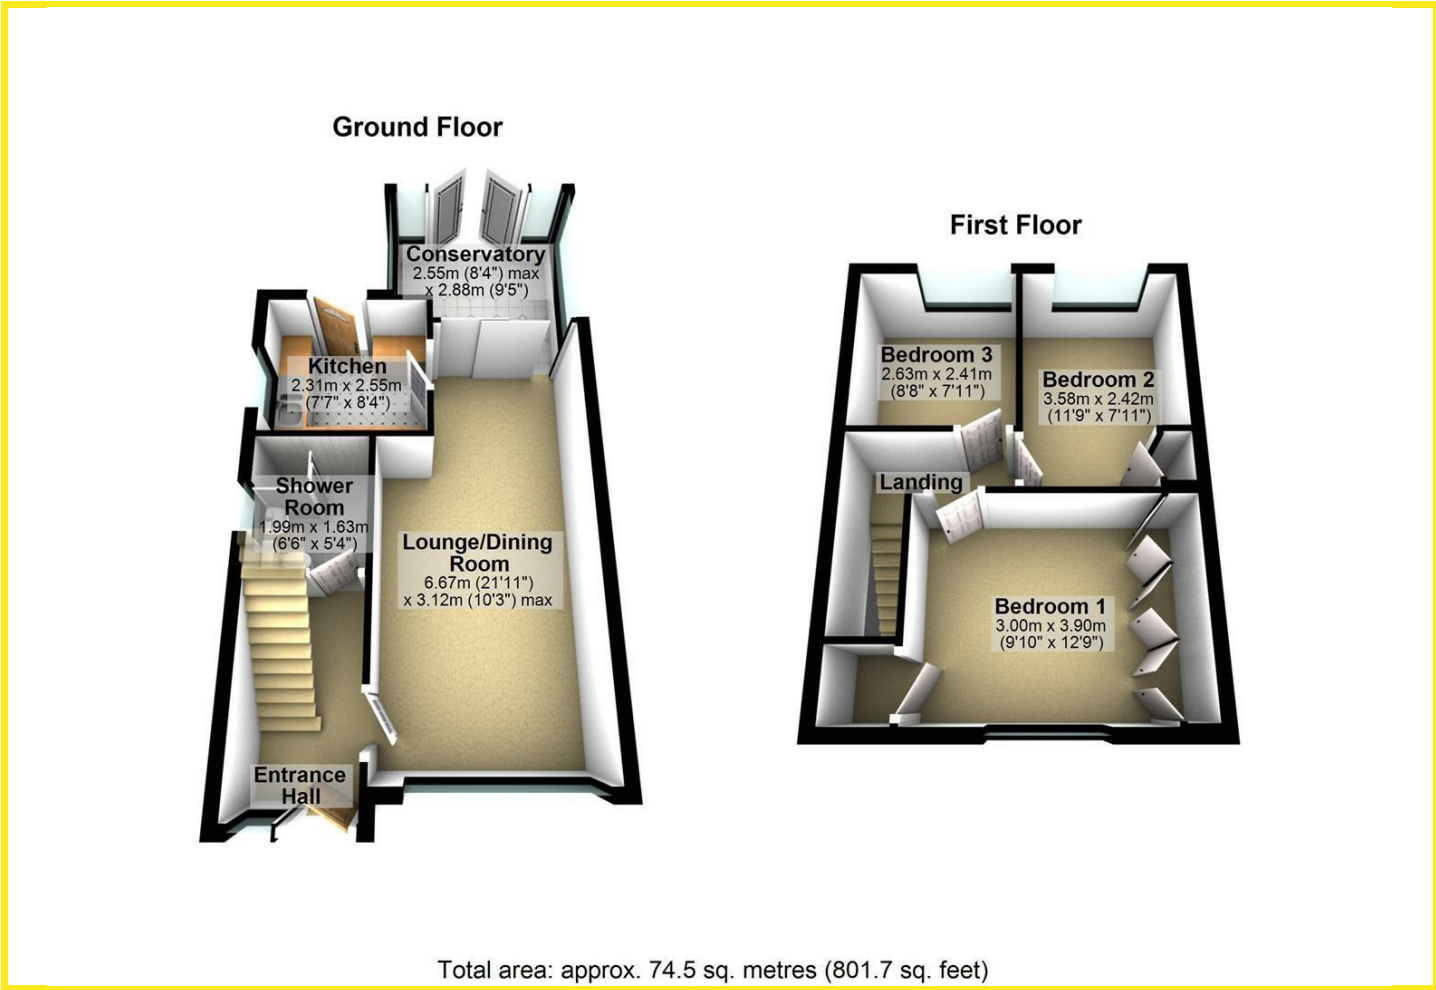 Ground Floor
Conservatory
2.55m (8'4") max
x 2.88m (9'5")
Kitchen
2.31m x 2.55m
(7'7" x 8'4")
Shower
Room
1.99m x 1.63m
(6'6" x 5'4")
Lounge/Dining
Room
6.67m (21'11")
x 3.12m (10'3") max
Entrance
Hall
First Floor
Bedroom 3
2.63m x 2.41m
(8'8" x 7'11")
Bedroom 2
3.58m x 2.42m
(11'9" x 7'11")
Landing
Bedroom 1
3.00m x 3.90m
(9'10" x 12'9")
Total area: approx. 74.5 sq. metres (801.7 sq. feet)